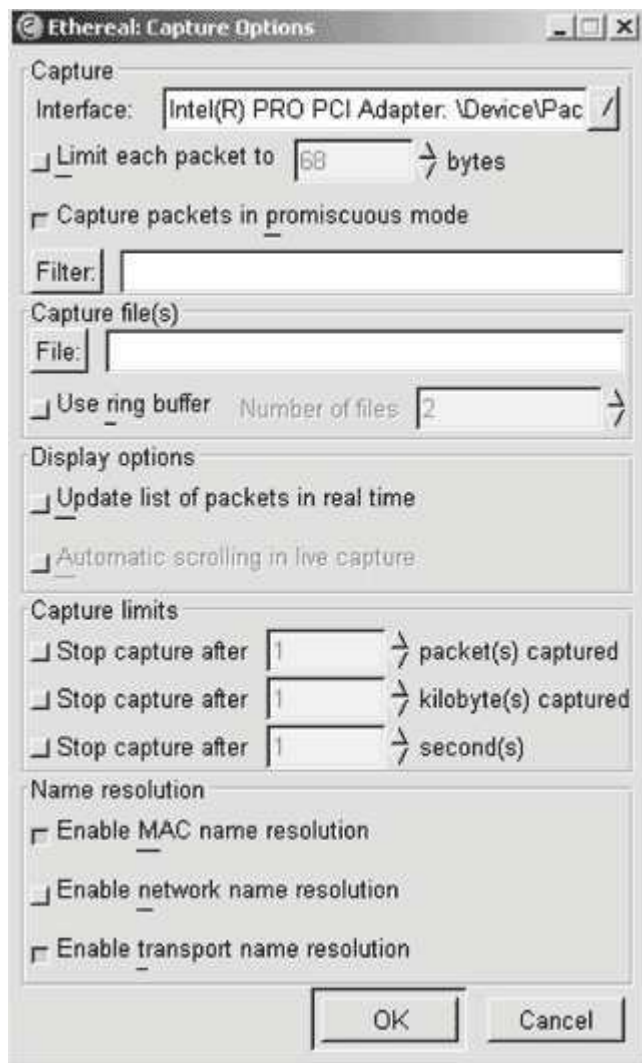 Ethereal: Capture Options
Capture
Interface: Intel(R) PRO PCI Adapter: \Device\Pac
Limit each packet to 68 bytes
Capture packets in promiscuous mode
Filter:
Capture file(s)
File:
Use ring buffer Number of files 2
Display options
Update list of packets in real time
Automatic scrolling in live capture
Capture limits
Stop capture after 1 packet(s) captured
Stop capture after 1 kilobyte(s) captured
Stop capture after 1 second(s)
Name resolution
Enable MAC name resolution
Enable network name resolution
Enable transport name resolution
OK Cancel